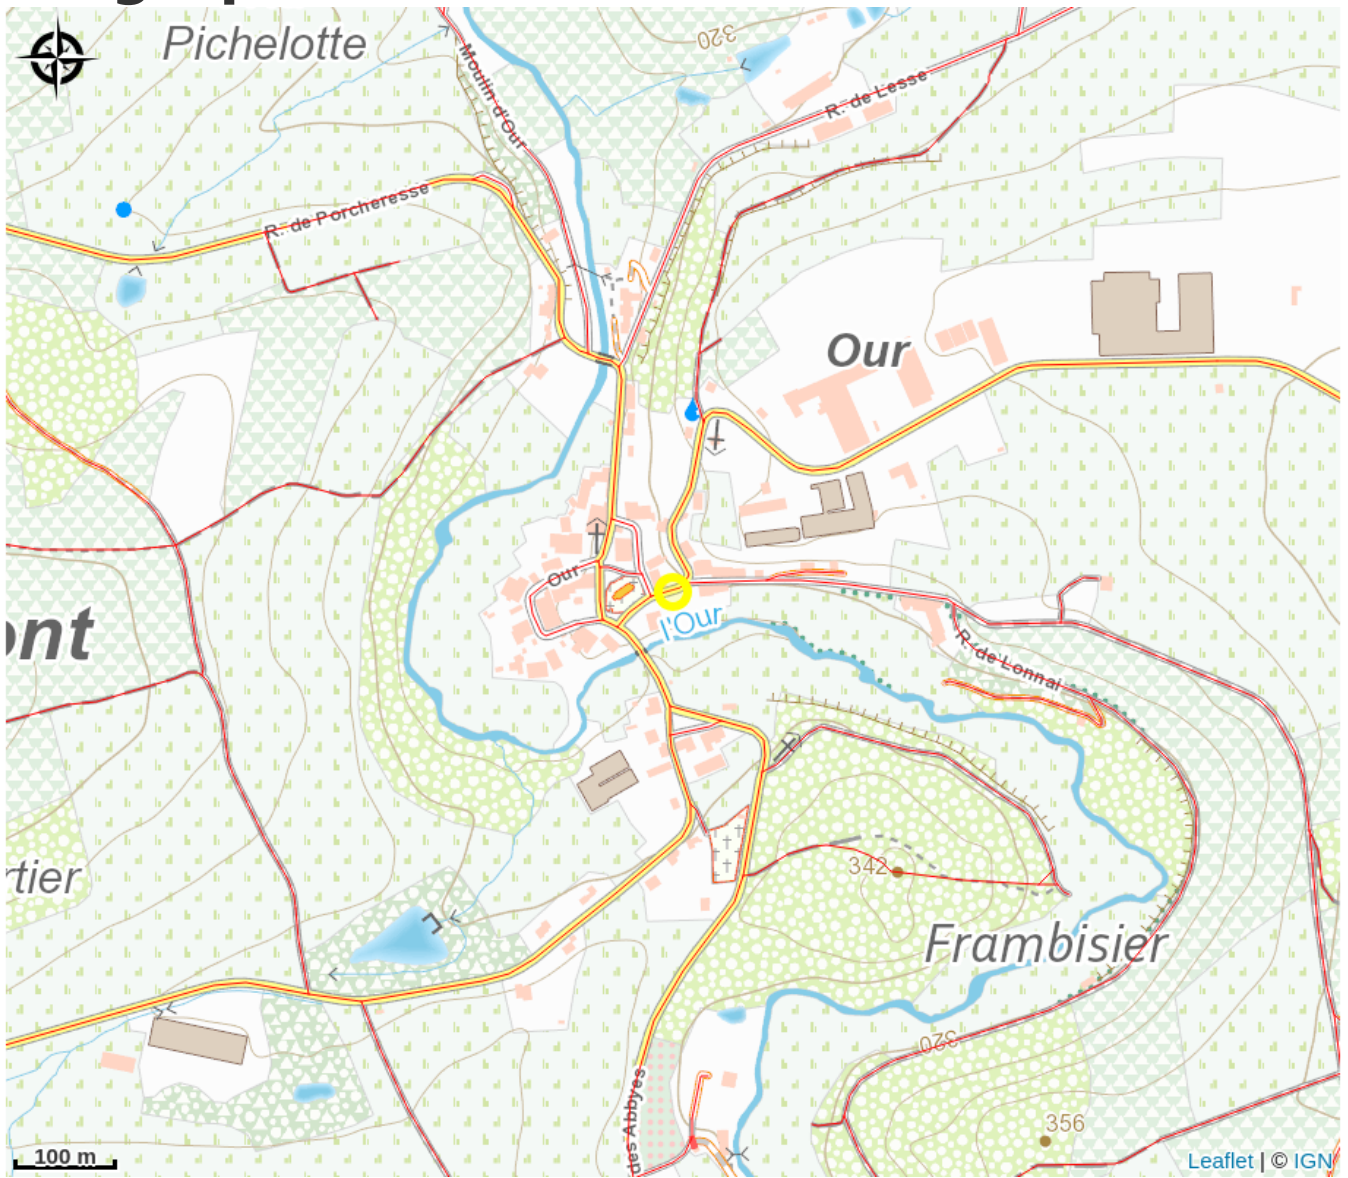 Pichelotte
320
Moulin d'Our
R. de Lesse
R. de Porcheresse
Our
Our
l'Our
ont
R. de Lonnai
342
rtier
Frambisier
320
des Abbyes
356
100 m
Leaflet | © IGN